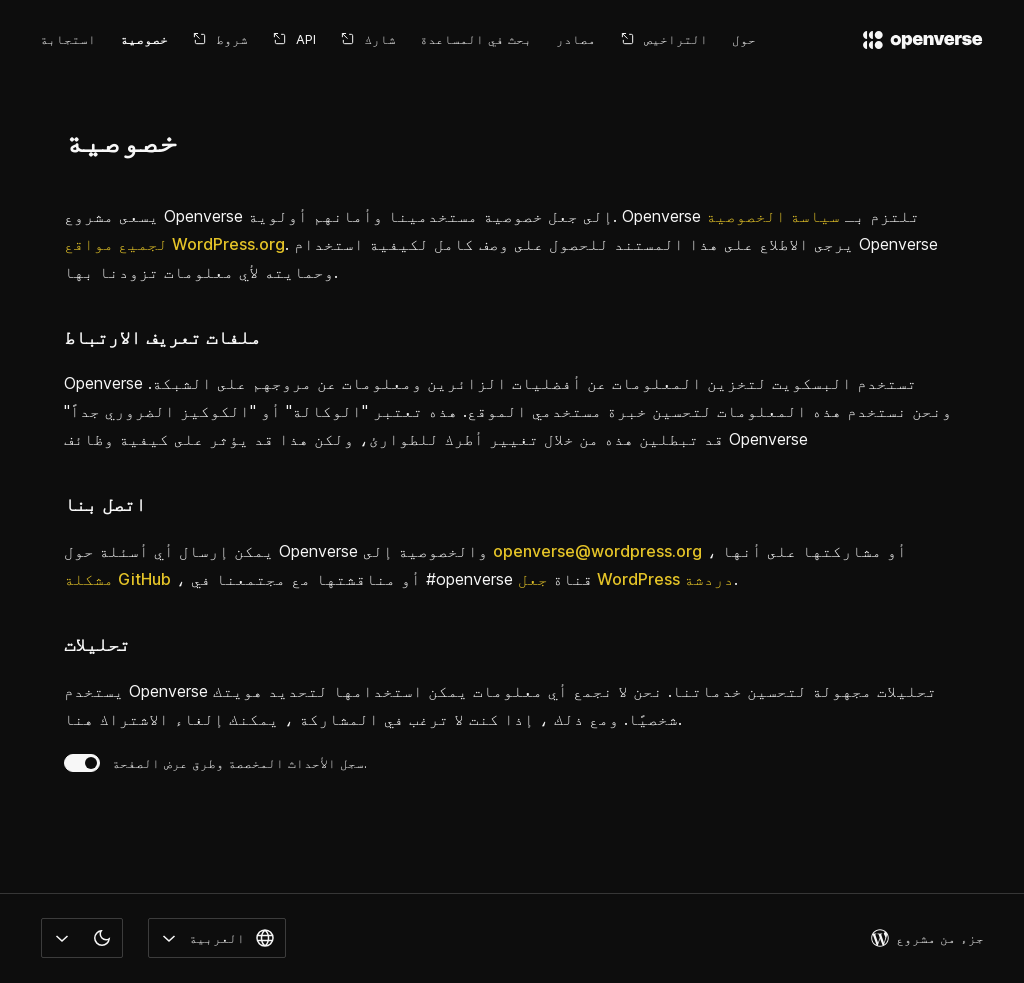 openverse
حول
التراخيص
مصادر
بحث في المساعدة
شارك
API
شروط
خصوصية
استجابة
خصوصية
يسعى مشروع Openverse إلى جعل خصوصية مستخدمينا وأمانهم أولوية. Openverse تلتزم بـ سياسة الخصوصية
لجميع مواقع WordPress.org. يرجى الاطلاع على هذا المستند للحصول على وصف كامل لكيفية استخدام Openverse
وحمايته لأي معلومات تزودنا بها.
ملفات تعريف الارتباط
Openverse تستخدم البسكويت لتخزين المعلومات عن أفضليات الزائرين ومعلومات عن مروجهم على الشبكة.
ونحن نستخدم هذه المعلومات لتحسين خبرة مستخدمي الموقع. هذه تعتبر "الوكالة" أو "الكوكيز الضروري جداً"
قد تبطلين هذه من خلال تغيير أطرك للطوارئ، ولكن هذا قد يؤثر على كيفية وظائف Openverse
اتصل بنا
يمكن إرسال أي أسئلة حول Openverse والخصوصية إلى openverse@wordpress.org ، أو مشاركتها على أنها
مشكلة GitHub ، أو مناقشتها مع مجتمعنا في #openverse قناة جعل WordPress دردشة.
تحليلات
يستخدم Openverse تحليلات مجهولة لتحسين خدماتنا. نحن لا نجمع أي معلومات يمكن استخدامها لتحديد هويتك
شخصيًا. ومع ذلك ، إذا كنت لا ترغب في المشاركة ، يمكنك إلغاء الاشتراك هنا.
سجل الأحداث المخصصة وطرق عرض الصفحة.
جزء من مشروع
العربية